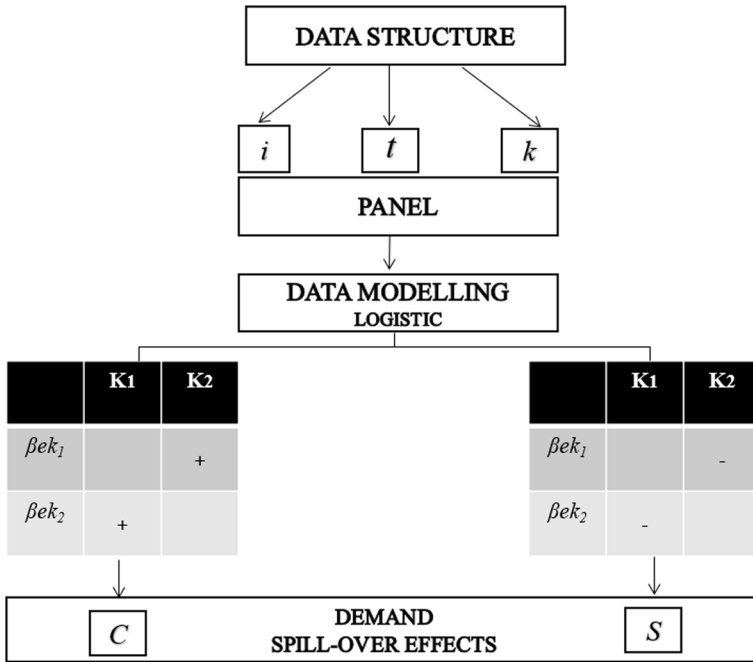 DATA STRUCTURE
i t k
PANEL
DATA MODELLING
LOGISTIC
K1 K2
βek1 +
βek2 +
K1 K2
βek1 -
βek2 -
C
DEMAND
SPILL-OVER EFFECTS
S